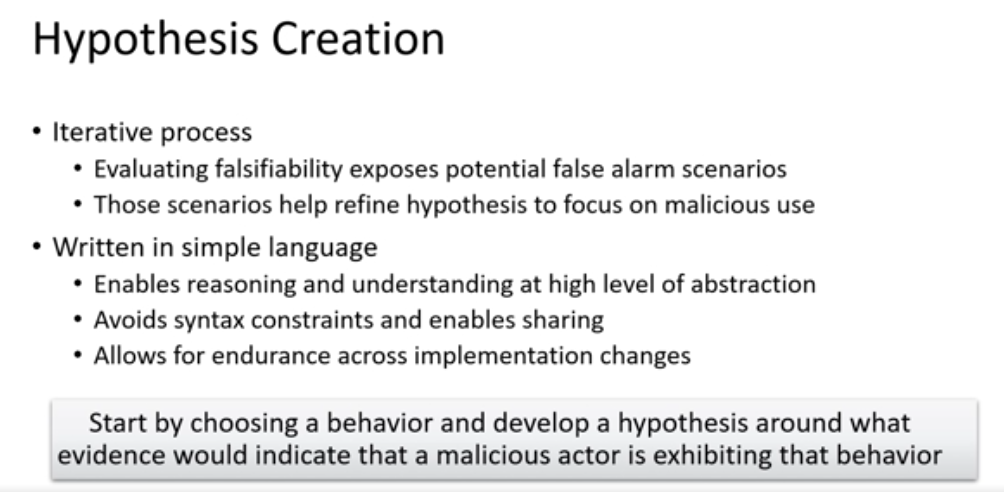 Hypothesis Creation
• Iterative process
• Evaluating falsifiability exposes potential false alarm scenarios
• Those scenarios help refine hypothesis to focus on malicious use
• Written in simple language
• Enables reasoning and understanding at high level of abstraction
• Avoids syntax constraints and enables sharing
• Allows for endurance across implementation changes
Start by choosing a behavior and develop a hypothesis around what
evidence would indicate that a malicious actor is exhibiting that behavior